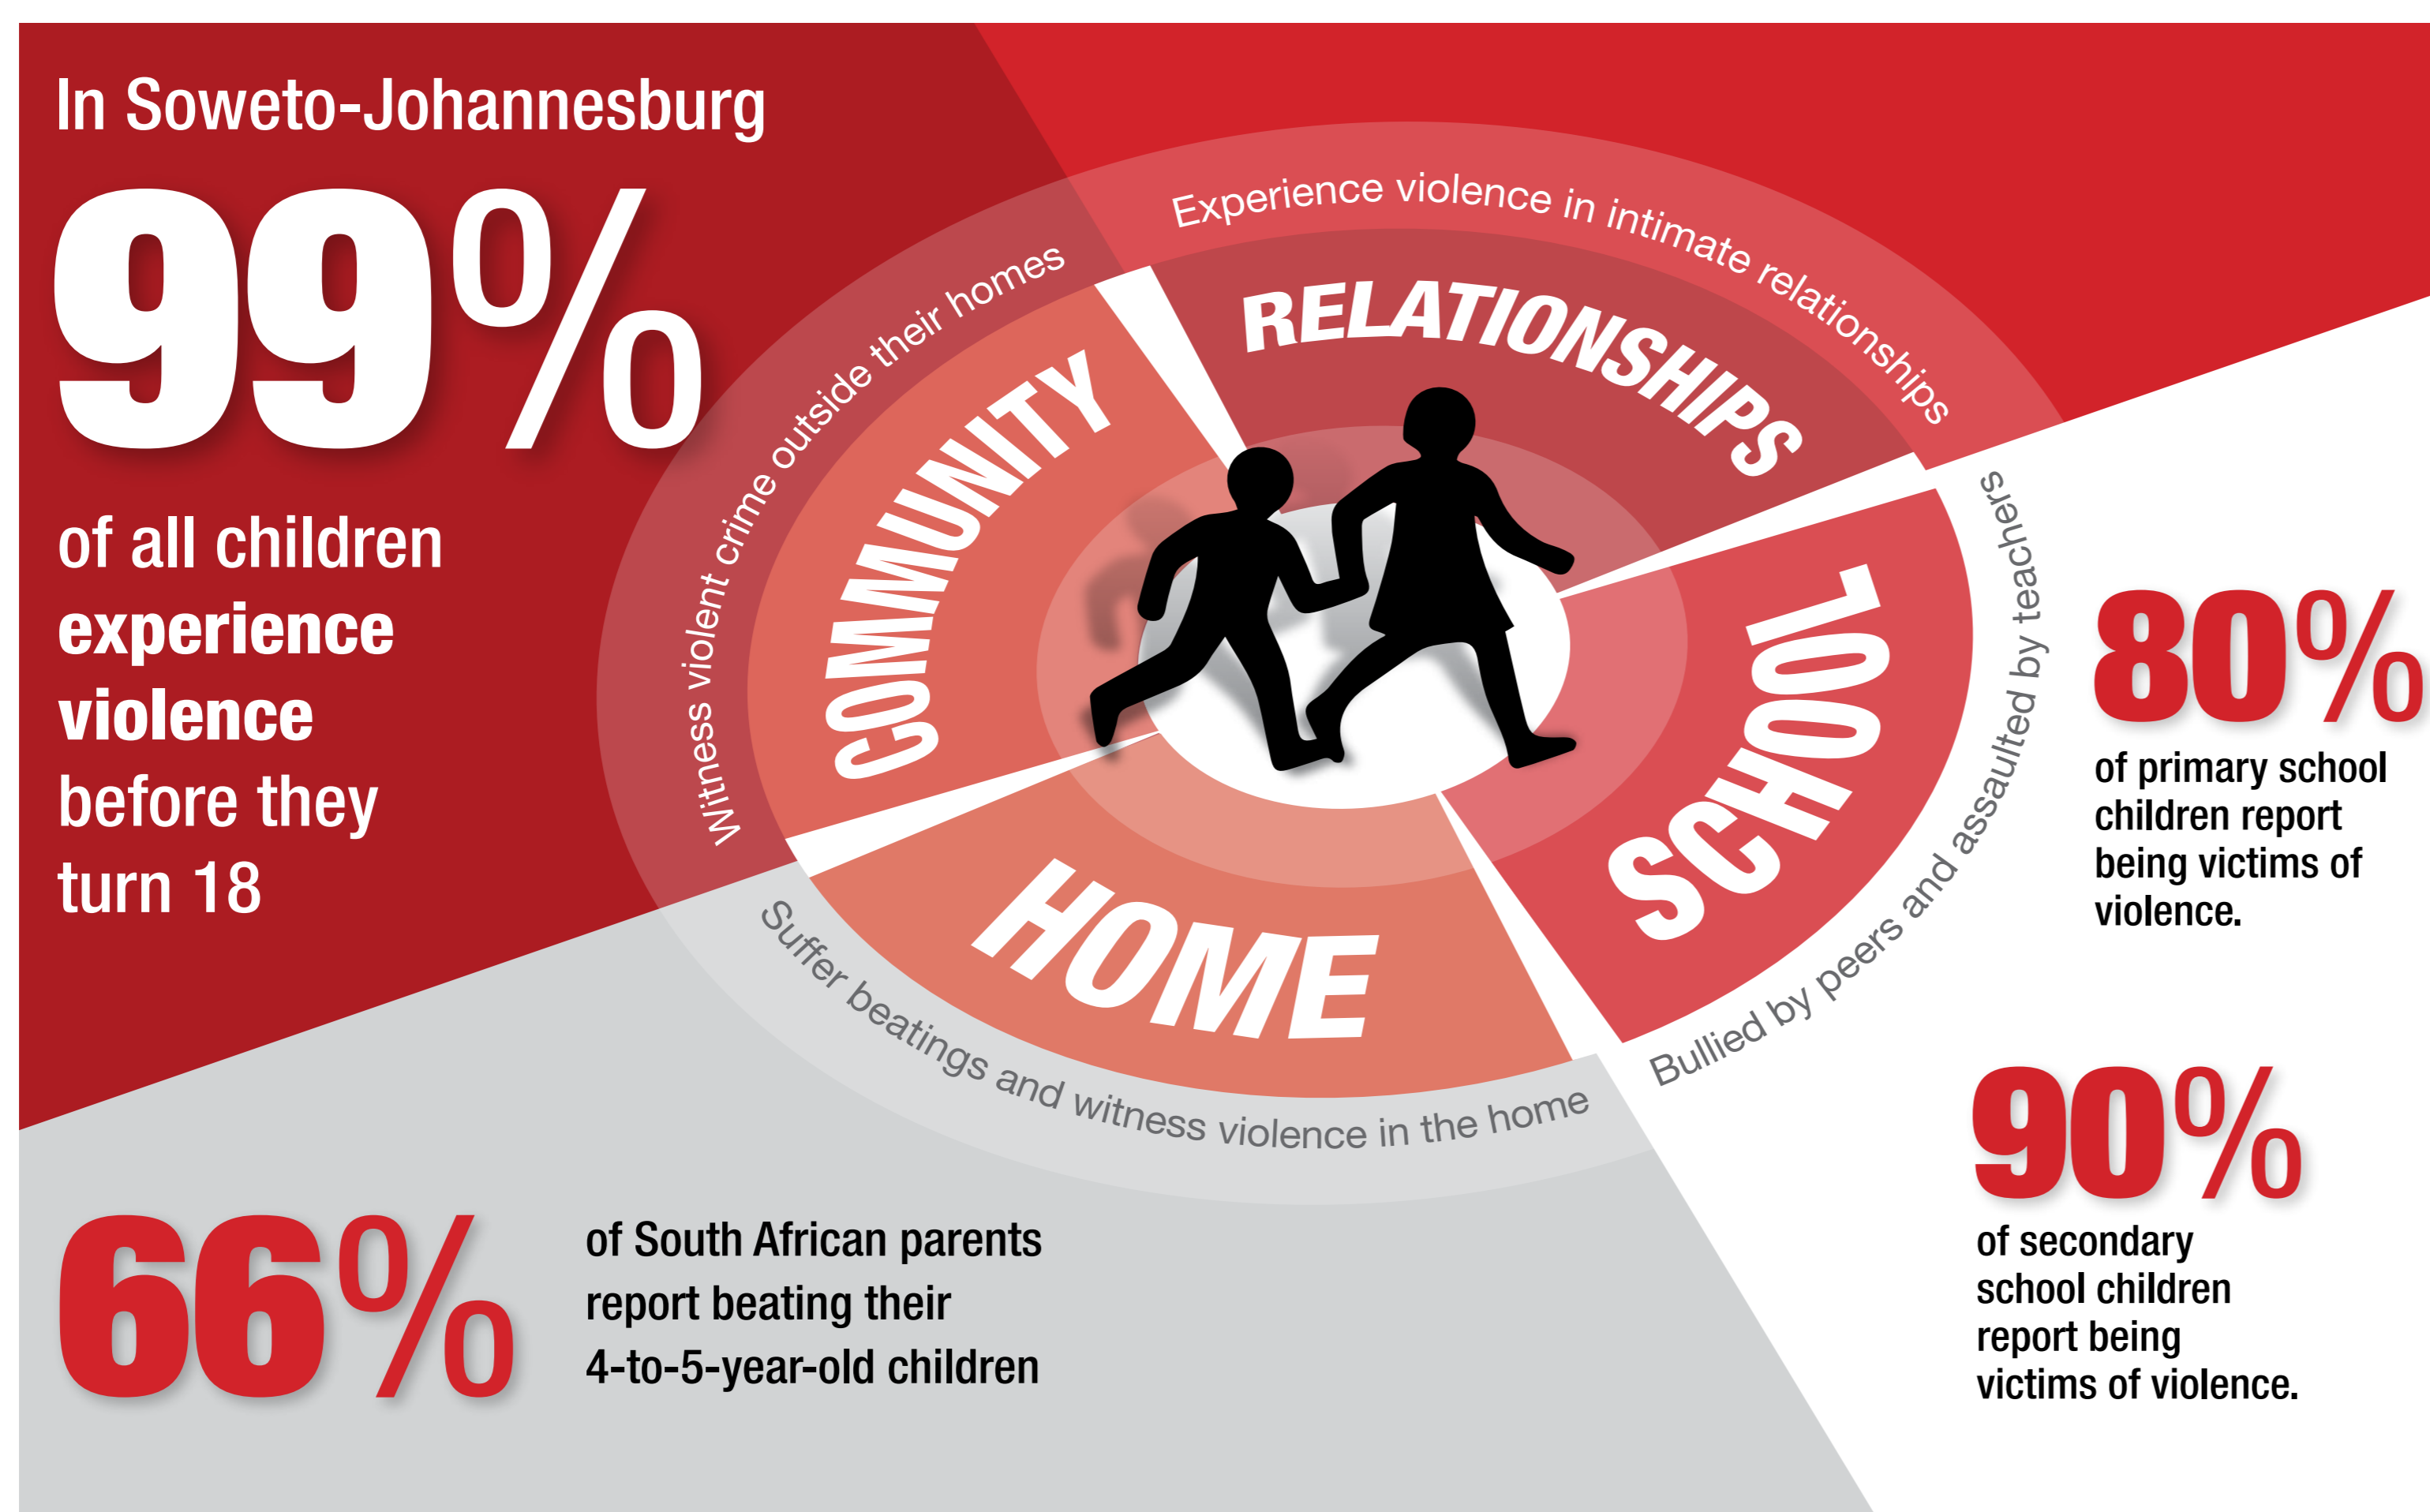 In Soweto-Johannesburg
99%
of all children
experience
violence
before they
turn 18
Witness violent crime outside their homes
COMMUNITY
Experience violence in intimate relationships
RELATIONSHIPS
SCHOOL
Bullied by peers and assaulted by teachers
80%
of primary school
children report
being victims of
violence.
90%
of secondary
school children
report being
victims of violence.
HOME
Suffer beatings and witness violence in the home
66%
of South African parents
report beating their
4-to-5-year-old children